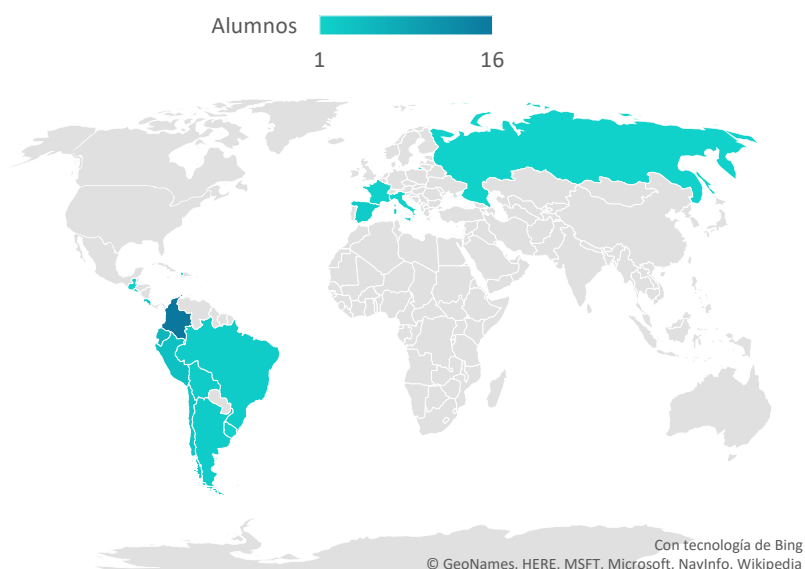 Alumnos
1 16
Con tecnología de Bing
© GeoNames, HERE, MSFT, Microsoft, NavInfo, Wikipedia